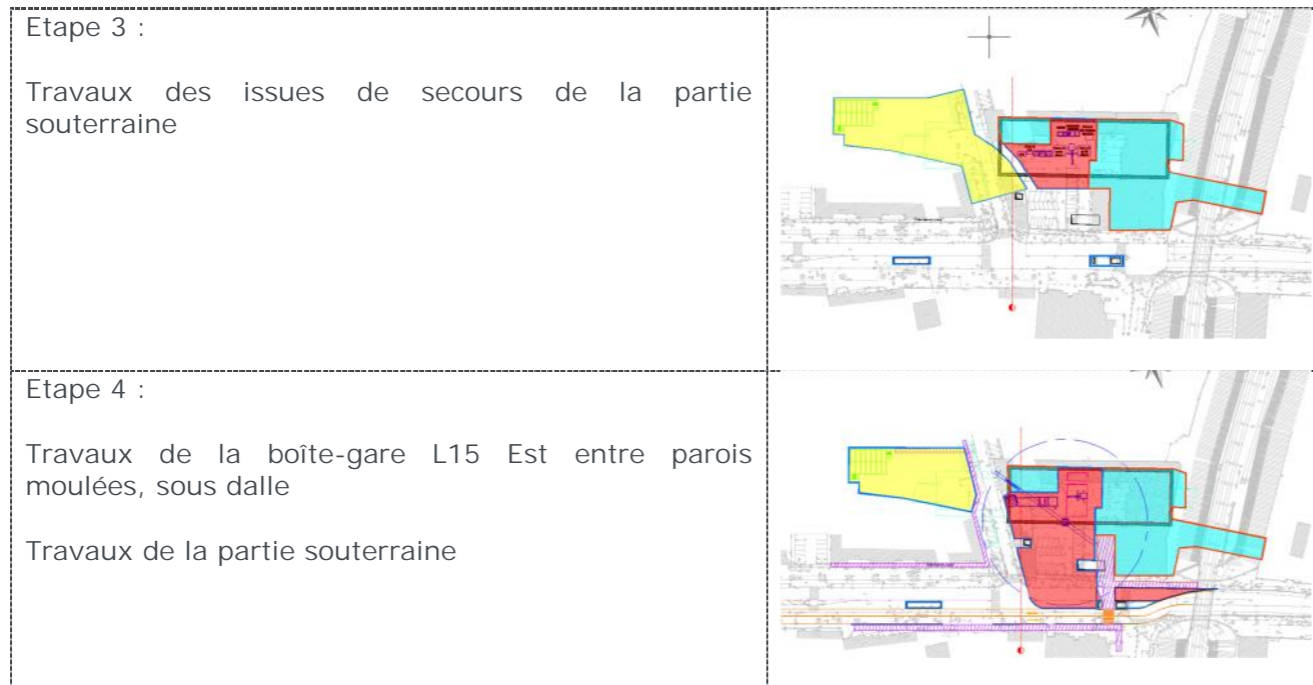 Etape 3 :
Travaux des issues de secours de la partie
souterraine
Etape 4 :
Travaux de la boîte-gare L15 Est entre parois
moulées, sous dalle
Travaux de la partie souterraine